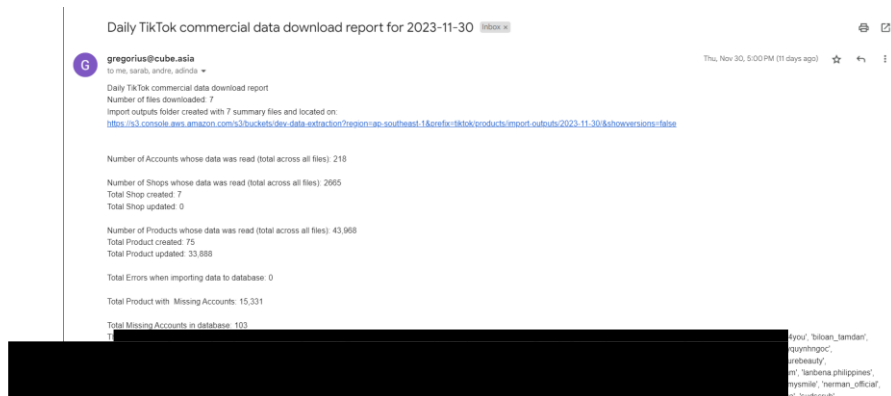 Daily TikTok commercial data download report for 2023-11-30 Inbox x
G
gregorius@cube.asia
Thu, Nov 30, 5:00 PM (11 days ago)
to me, sarab, andre, adinda
Daily TikTok commercial data download report
Number of files downloaded: 7
Import outputs folder created with 7 summary files and located on:
https://s3.console.aws.amazon.com/s3/buckets/dev-data-extraction?region=ap-southeast-1&prefix=tiktok/products/import-outputs/2023-11-30/&showversions=false
Number of Accounts whose data was read (total across all files): 218
Number of Shops whose data was read (total across all files): 2665
Total Shop created: 7
Total Shop updated: 0
Number of Products whose data was read (total across all files): 43,968
Total Product created: 75
Total Product updated: 33,888
Total Errors when importing data to database: 0
Total Product with Missing Accounts: 15,331
Total Missing Accounts in database: 103
4you', 'biloan_tamdan',
quynhngoc',
urebeauty',
'lanbena.philippines',
mysmile', 'nerman_official',